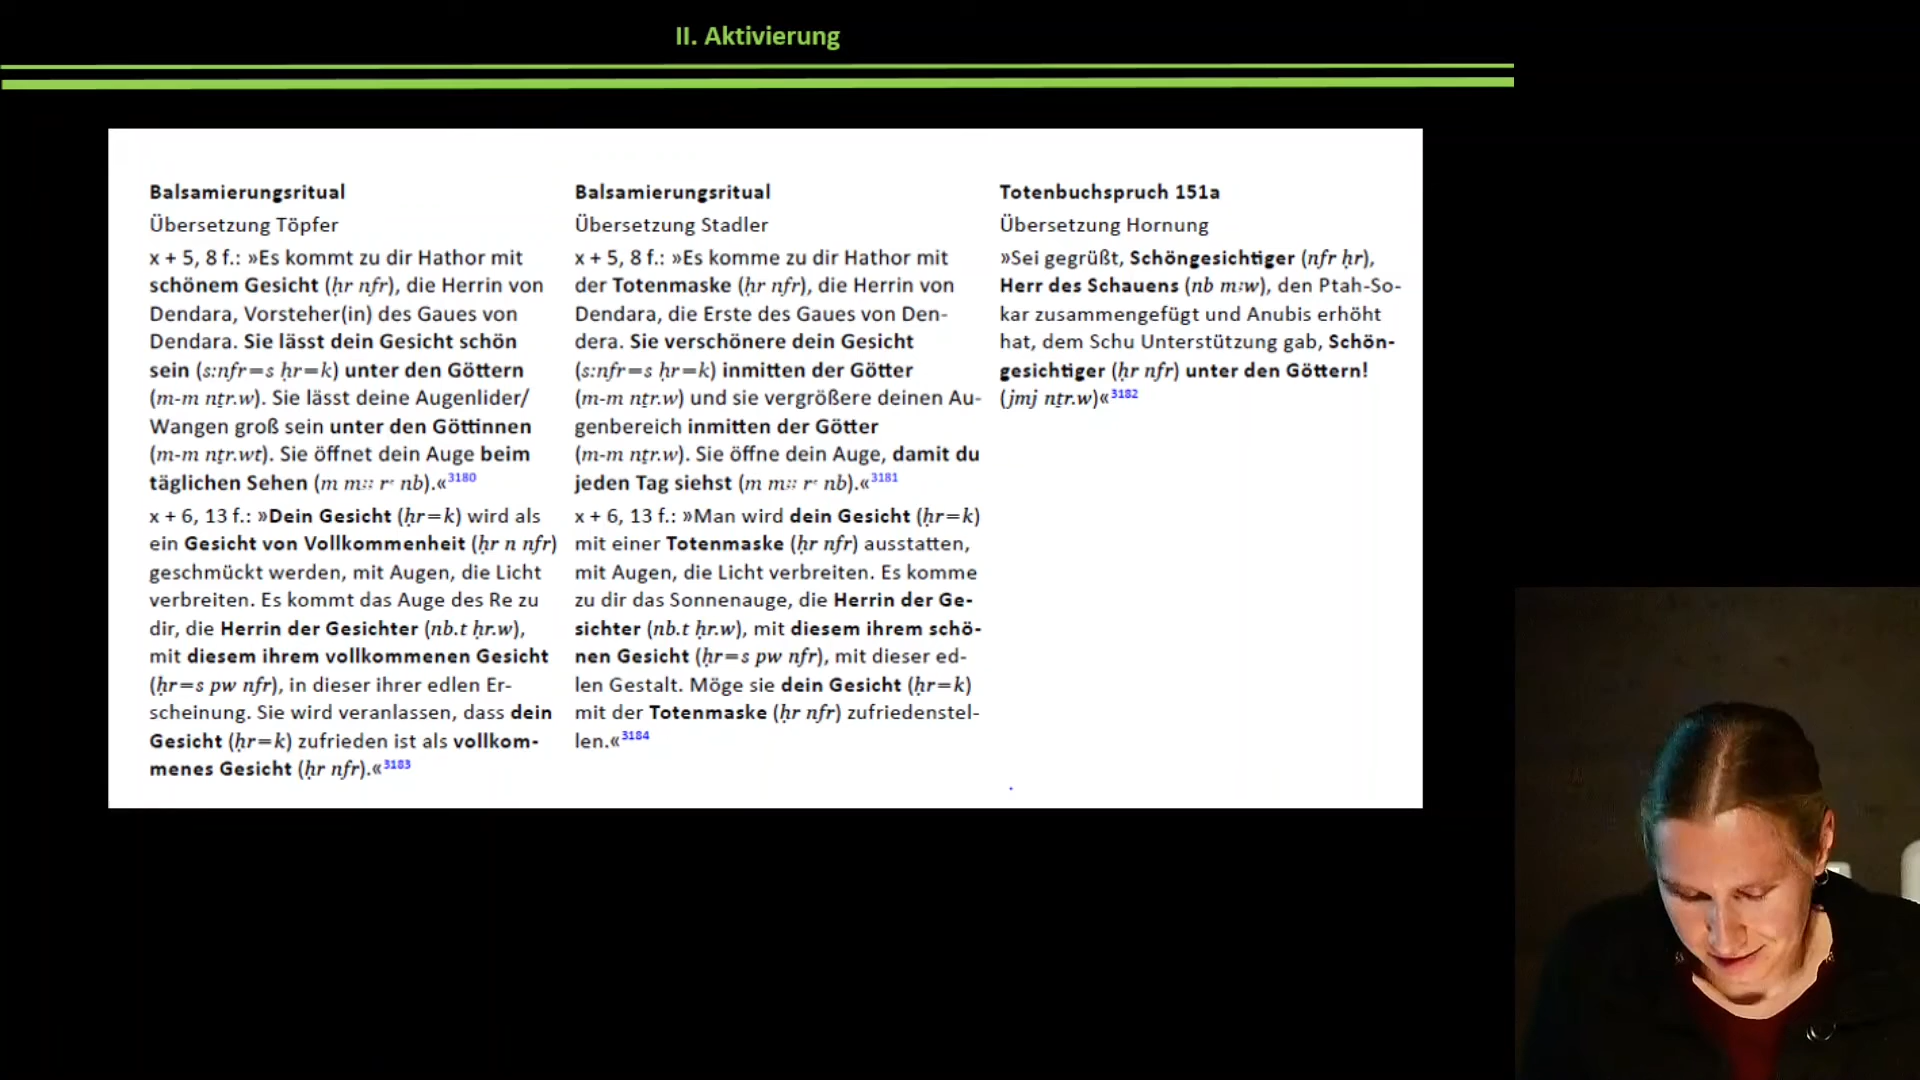 II. Aktivierung
Balsamierungsritual
Übersetzung Töpfer
x + 5, 8 f.: »Es kommt zu dir Hathor mit
schönem Gesicht (ḥr nfr), die Herrin von
Dendara, Vorsteher(in) des Gaues von
Dendara. Sie lässt dein Gesicht schön
sein (s:nfr=s ḥr=k) unter den Göttern
(m-m nṯr.w). Sie lässt deine Augenlider/
Wangen groß sein unter den Göttinnen
(m-m nṯr.wt). Sie öffnet dein Auge beim
täglichen Sehen (m mꜣꜣ rꜥ nb).«3180
x + 6, 13 f.: »Dein Gesicht (ḥr=k) wird als
ein Gesicht von Vollkommenheit (ḥr n nfr)
geschmückt werden, mit Augen, die Licht
verbreiten. Es kommt das Auge des Re zu
dir, die Herrin der Gesichter (nb.t ḥr.w),
mit diesem ihrem vollkommenen Gesicht
(ḥr=s pw nfr), in dieser ihrer edlen Er-
scheinung. Sie wird veranlassen, dass dein
Gesicht (ḥr=k) zufrieden ist als vollkom-
menes Gesicht (ḥr nfr).«3183
Balsamierungsritual
Übersetzung Stadler
x + 5, 8 f.: »Es komme zu dir Hathor mit
der Totenmaske (ḥr nfr), die Herrin von
Dendara, die Erste des Gaues von Den-
dera. Sie verschönere dein Gesicht
(s:nfr=s ḥr=k) inmitten der Götter
(m-m nṯr.w) und sie vergrößere deinen Au-
genbereich inmitten der Götter
(m-m nṯr.w). Sie öffne dein Auge, damit du
jeden Tag siehst (m mꜣꜣ rꜥ nb).«3181
x + 6, 13 f.: »Man wird dein Gesicht (ḥr=k)
mit einer Totenmaske (ḥr nfr) ausstatten,
mit Augen, die Licht verbreiten. Es komme
zu dir das Sonnenauge, die Herrin der Ge-
sichter (nb.t ḥr.w), mit diesem ihrem schö-
nen Gesicht (ḥr=s pw nfr), mit dieser ed-
len Gestalt. Möge sie dein Gesicht (ḥr=k)
mit der Totenmaske (ḥr nfr) zufriedenstel-
len.«3184
Totenbuchspruch 151a
Übersetzung Hornung
»Sei gegrüßt, Schöngesichtiger (nfr ḥr),
Herr des Schauens (nb mꜣw), den Ptah-So-
kar zusammengefügt und Anubis erhöht
hat, dem Schu Unterstützung gab, Schön-
gesichtiger (ḥr nfr) unter den Göttern!
(jmj nṯr.w)«3182